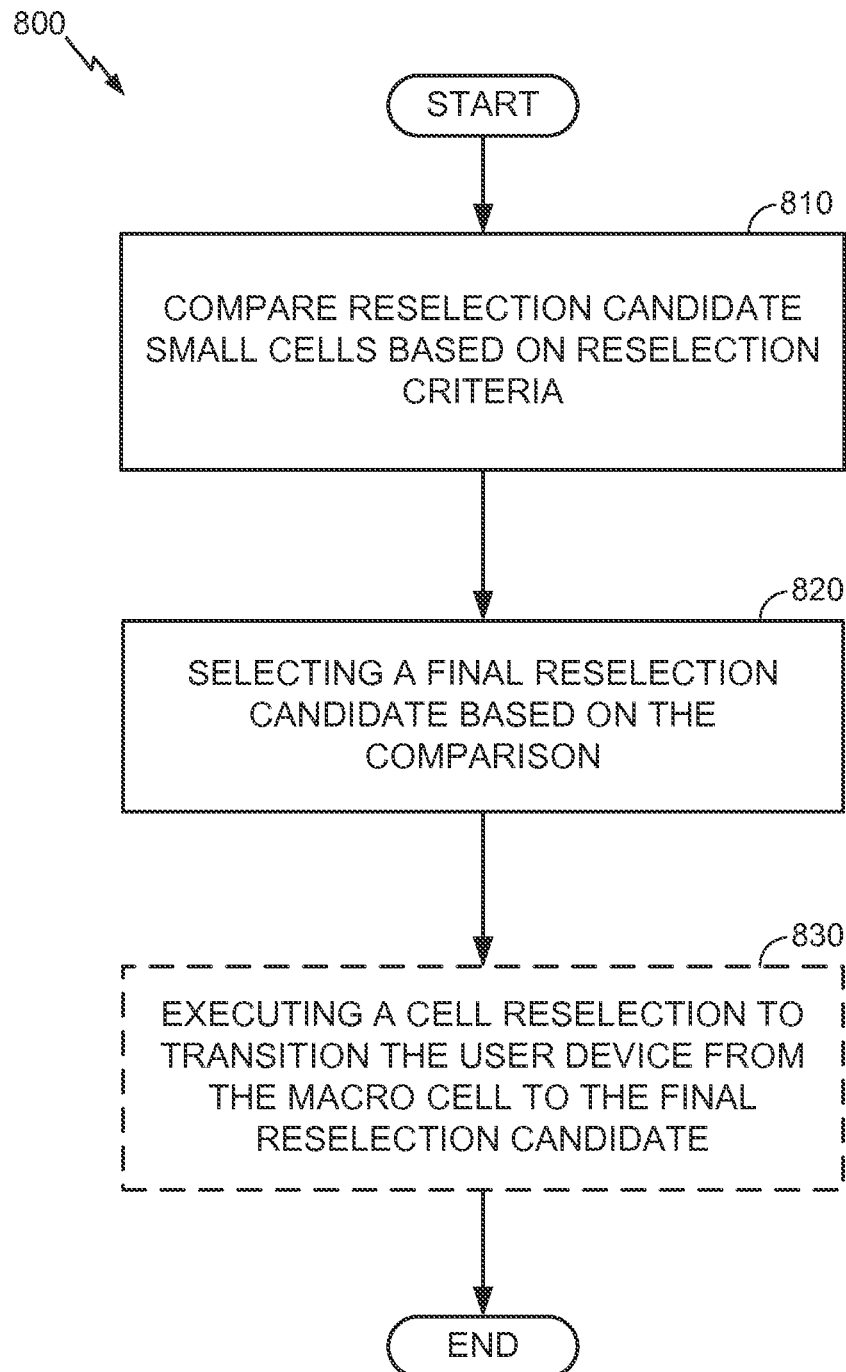 800
START
810
COMPARE RESELECTION CANDIDATE
SMALL CELLS BASED ON RESELECTION
CRITERIA
820
SELECTING A FINAL RESELECTION
CANDIDATE BASED ON THE
COMPARISON
830
EXECUTING A CELL RESELECTION TO
TRANSITION THE USER DEVICE FROM
THE MACRO CELL TO THE FINAL
RESELECTION CANDIDATE
END